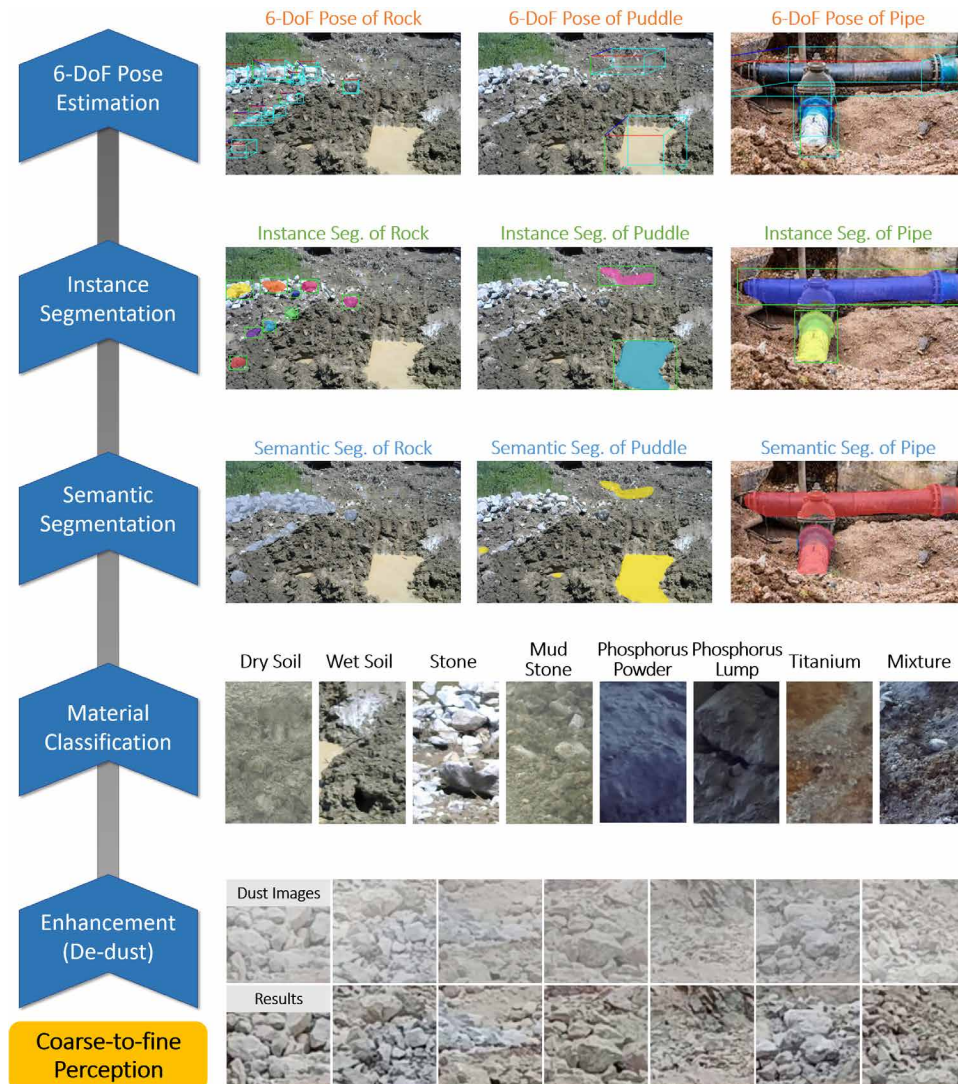 6-DoF Pose of Rock
6-DoF Pose of Puddle
6-DoF Pose of Pipe
6-DoF Pose
Estimation
Instance Seg. of Rock
Instance Seg. of Puddle
Instance Seg. of Pipe
Instance
Segmentation
Semantic Seg. of Rock
Semantic Seg. of Puddle
Semantic Seg. of Pipe
Semantic
Segmentation
Dry Soil
Wet Soil
Stone
Mud
Stone
Phosphorus
Powder
Phosphorus
Lump
Titanium
Mixture
Material
Classification
Dust Images
Enhancement
(De-dust)
Results
Coarse-to-fine
Perception